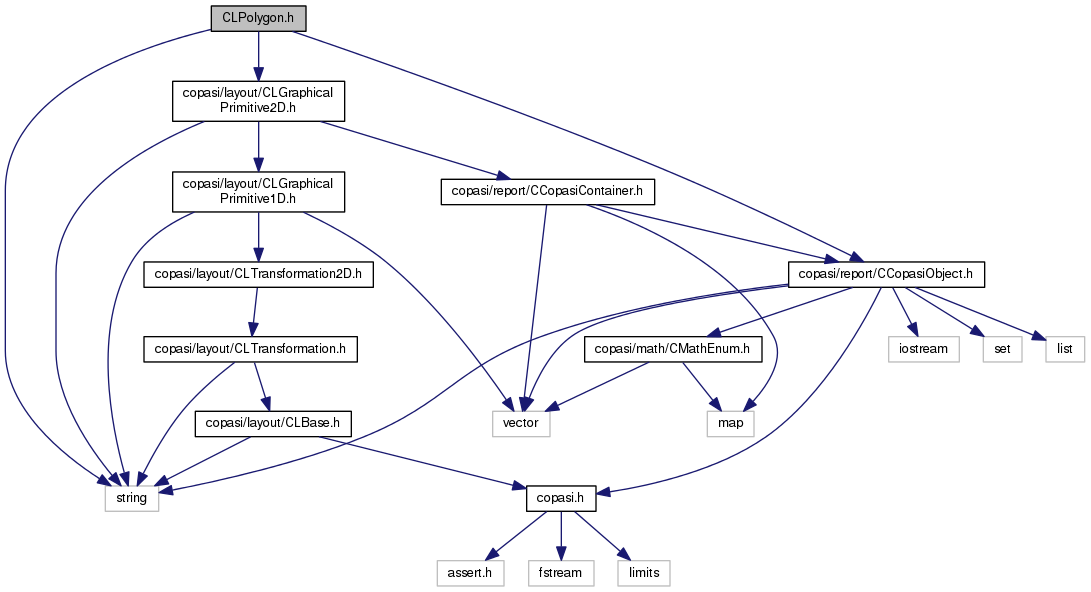 CLPolygon.h
copasi/layout/CLGraphical
Primitive2D.h
copasi/layout/CLGraphical
Primitive1D.h
copasi/report/CCopasiContainer.h
copasi/layout/CLTransformation2D.h
copasi/report/CCopasiObject.h
copasi/layout/CLTransformation.h
copasi/math/CMathEnum.h
iostream
set
list
copasi/layout/CLBase.h
vector
map
string
copasi.h
assert.h
fstream
limits